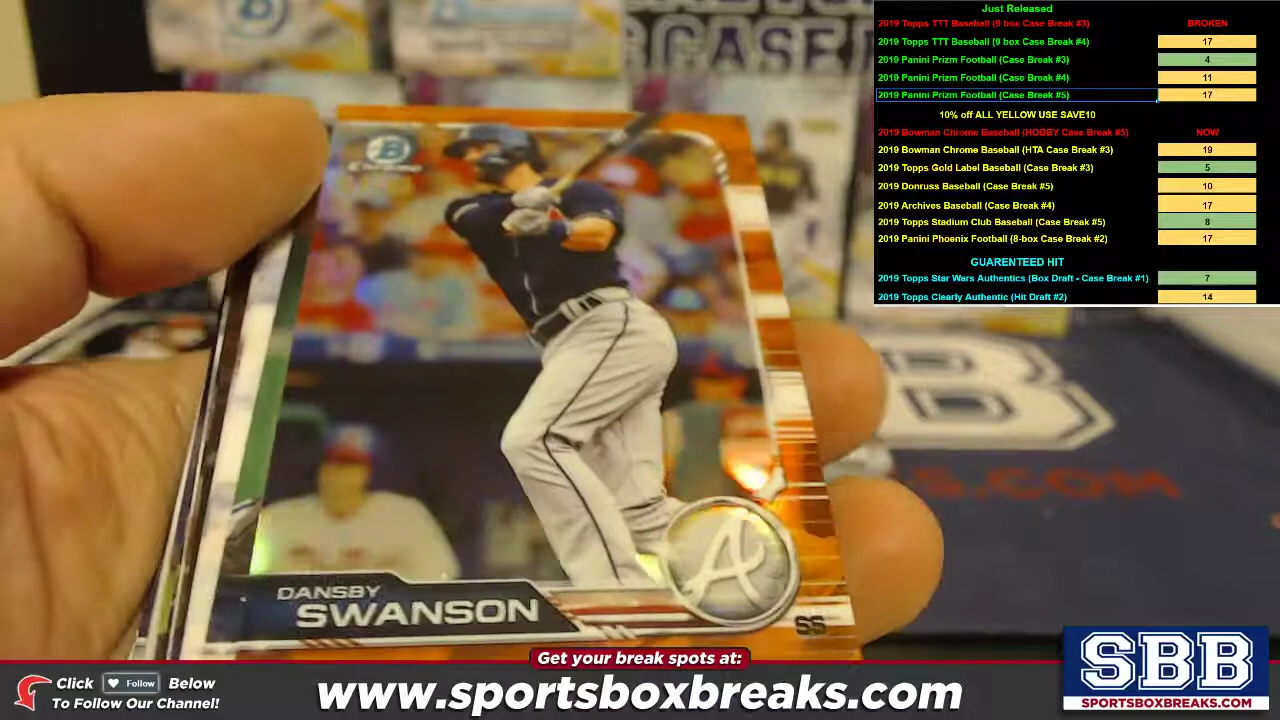 CASE
Just Released
2019 Topps TTT Baseball (9 box Case Break #3) BROKEN
2019 Topps TTT Baseball (9 box Case Break #4) 17
2019 Panini Prizm Football (Case Break #3) 4
2019 Panini Prizm Football (Case Break #4) 11
2019 Panini Prizm Football (Case Break #5) 17
10% off ALL YELLOW USE SAVE10
2019 Bowman Chrome Baseball (HOBBY Case Break #5) NOW
2019 Bowman Chrome Baseball (HTA Case Break #3) 19
2019 Topps Gold Label Baseball (Case Break #3) 5
2019 Donruss Baseball (Case Break #5) 10
2019 Archives Baseball (Case Break #4) 17
2019 Topps Stadium Club Baseball (Case Break #5) 8
2019 Panini Phoenix Football (8-box Case Break #2) 17
GUARENTEED HIT
2019 Topps Star Wars Authentics (Box Draft - Case Break #1) 7
2019 Topps Clearly Authentic (Hit Draft #2) 14
B
A
S.COM
DANSBY
SWANSON
SS
Get your break spots at:
Click Follow Below
To Follow Our Channel!
www.sportsboxbreaks.com
SBB
SPORTSBOXBREAKS.COM